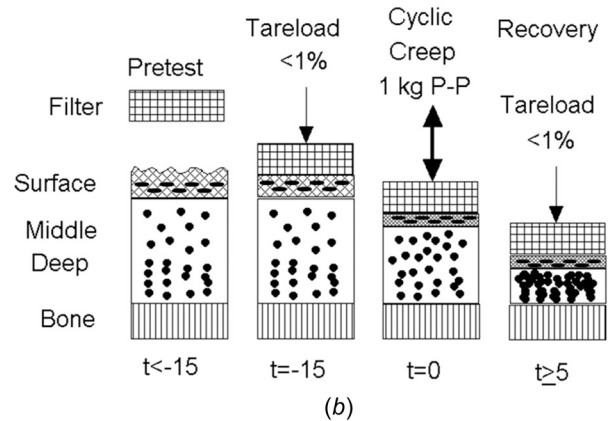 Pretest
Tareload
<1%
Cyclic
Creep
1 kg P-P
Recovery
Tareload
<1%
Filter
Surface
Middle
Deep
Bone
t<-15
t=-15
t=0
t≥5
(b)